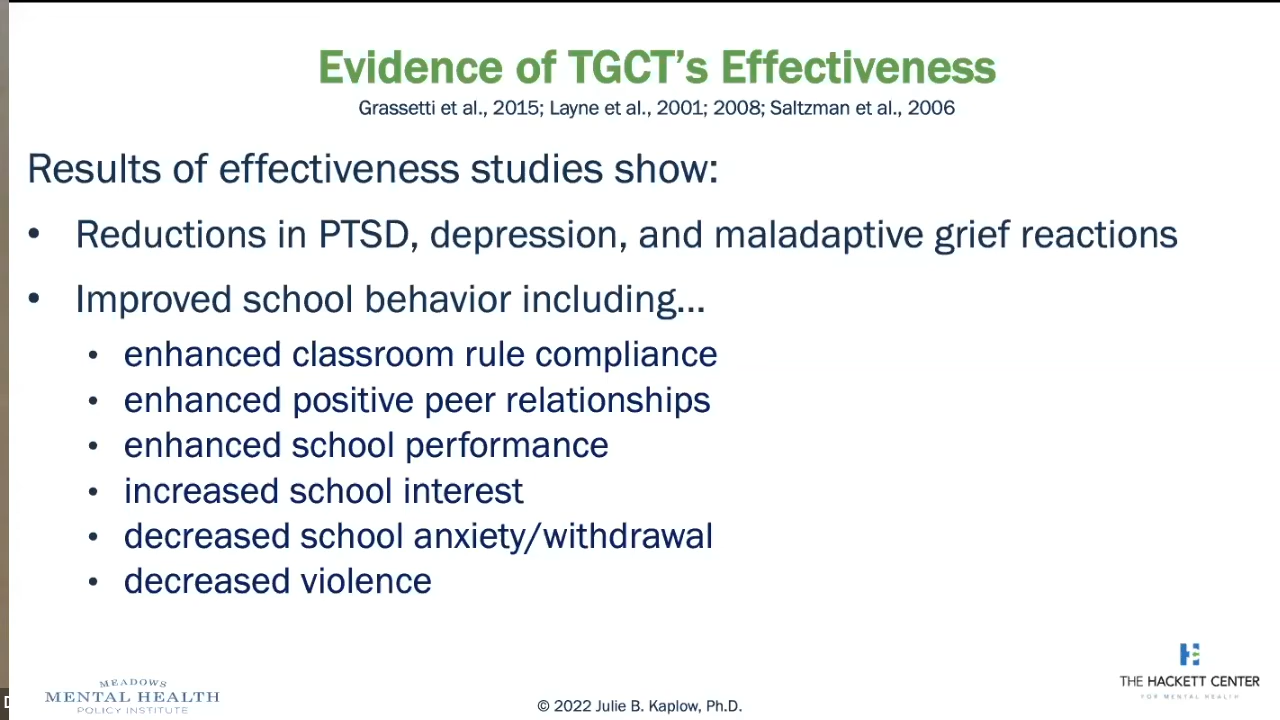 Evidence of TGCT's Effectiveness
Grassetti et al., 2015; Layne et al., 2001; 2008; Saltzman et al., 2006
Results of effectiveness studies show:
• Reductions in PTSD, depression, and maladaptive grief reactions
• Improved school behavior including...
• enhanced classroom rule compliance
• enhanced positive peer relationships
• enhanced school performance
• increased school interest
• decreased school anxiety/withdrawal
• decreased violence
MEADOWS
MENTAL HEALTH
POLICY INSTITUTE
© 2022 Julie B. Kaplow, Ph.D.
THE HACKETT CENTER
FOR MENTAL HEALTH